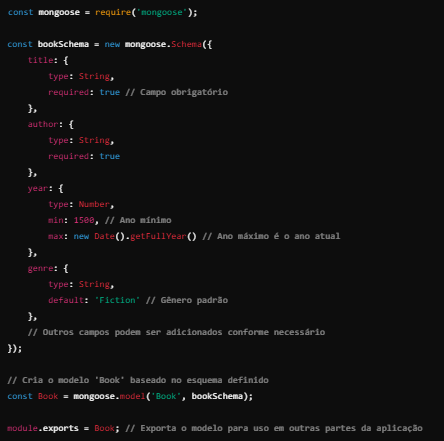 const mongoose = require('mongoose');
const bookSchema = new mongoose.Schema({
title: {
type: String,
required: true // Campo obrigatório
},
author: {
type: String,
required: true
},
year: {
type: Number,
min: 1500, // Ano mínimo
max: new Date().getFullYear() // Ano máximo é o ano atual
},
genre: {
type: String,
default: 'Fiction' // Gênero padrão
},
// Outros campos podem ser adicionados conforme necessário
});
// Cria o modelo 'Book' baseado no esquema definido
const Book = mongoose.model('Book', bookSchema);
module.exports = Book; // Exporta o modelo para uso em outras partes da aplicação